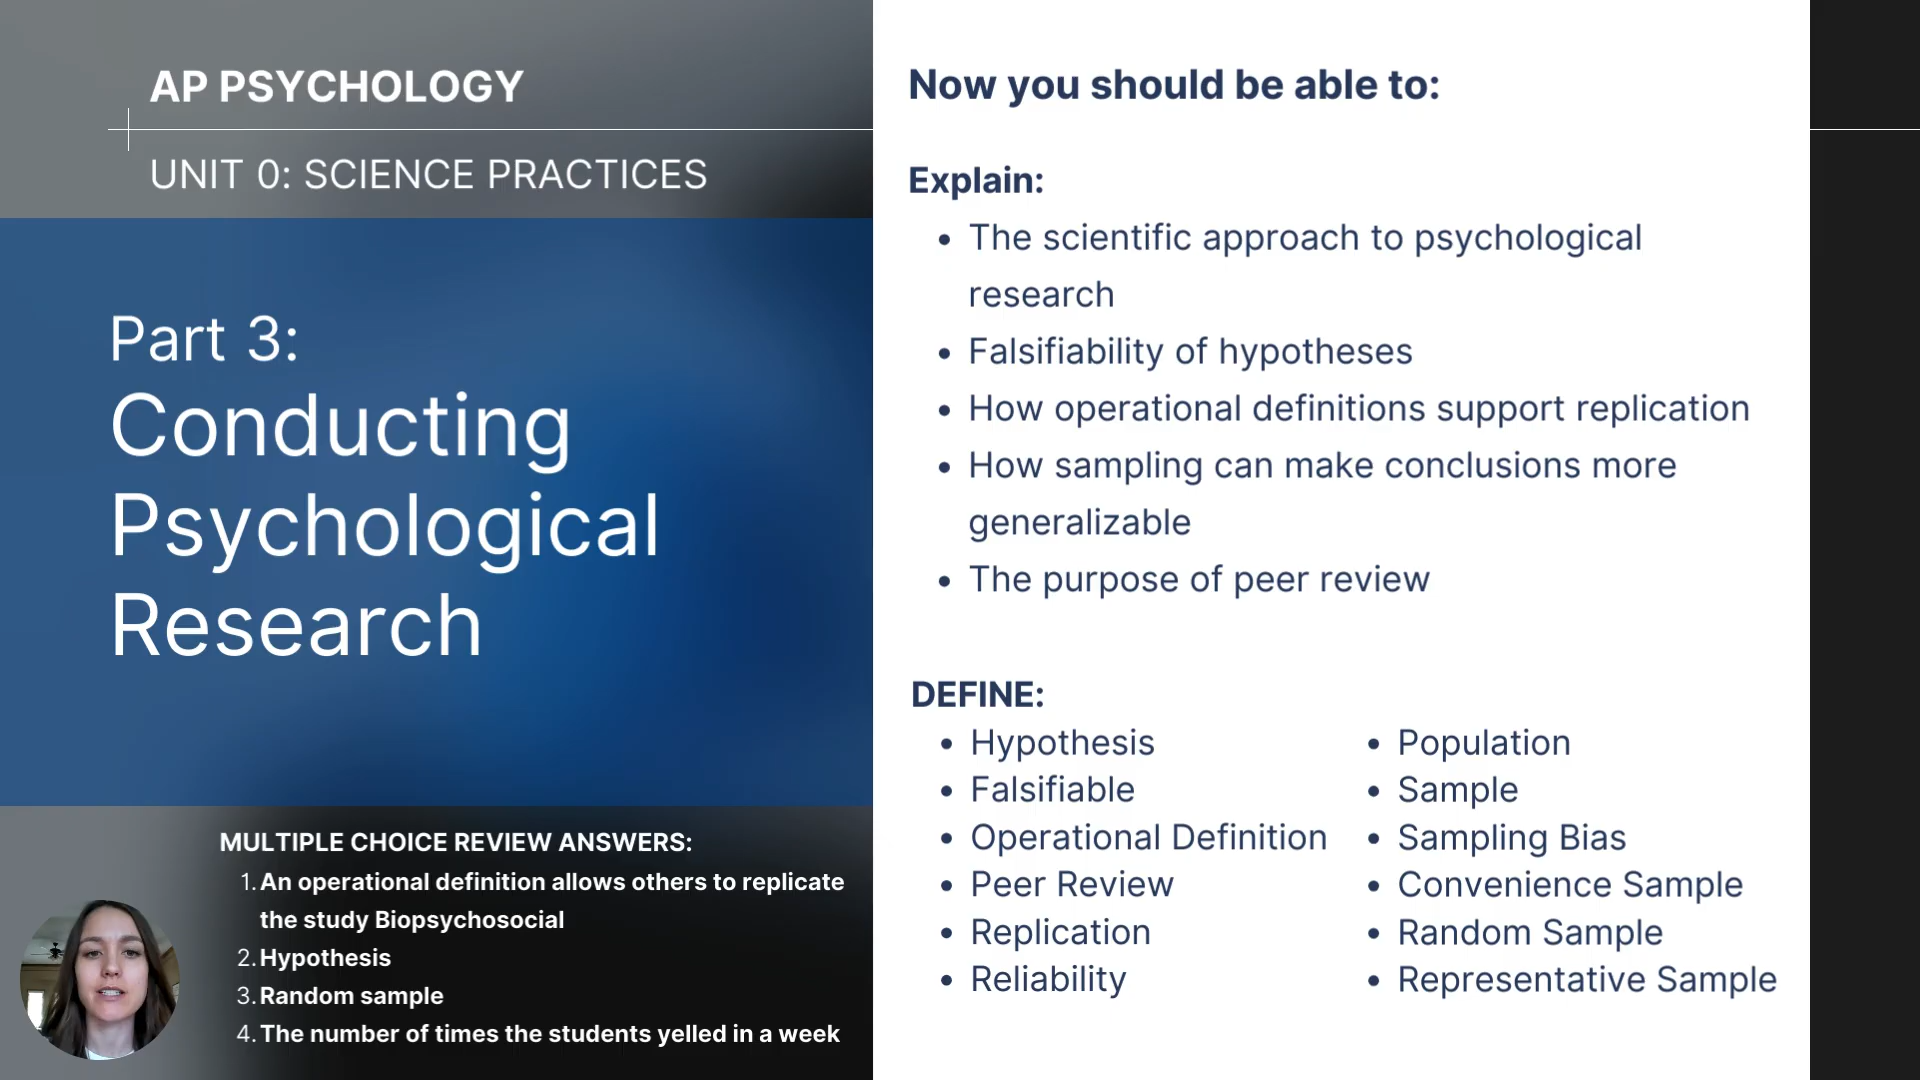 AP PSYCHOLOGY
UNIT 0: SCIENCE PRACTICES
Part 3:
Conducting
Psychological
Research
MULTIPLE CHOICE REVIEW ANSWERS:
1. An operational definition allows others to replicate
the study Biopsychosocial
2. Hypothesis
3. Random sample
4. The number of times the students yelled in a week
Now you should be able to:
Explain:
• The scientific approach to psychological
research
• Falsifiability of hypotheses
• How operational definitions support replication
• How sampling can make conclusions more
generalizable
• The purpose of peer review
DEFINE:
• Hypothesis
• Falsifiable
• Operational Definition
• Peer Review
• Replication
• Reliability
• Population
• Sample
• Sampling Bias
• Convenience Sample
• Random Sample
• Representative Sample